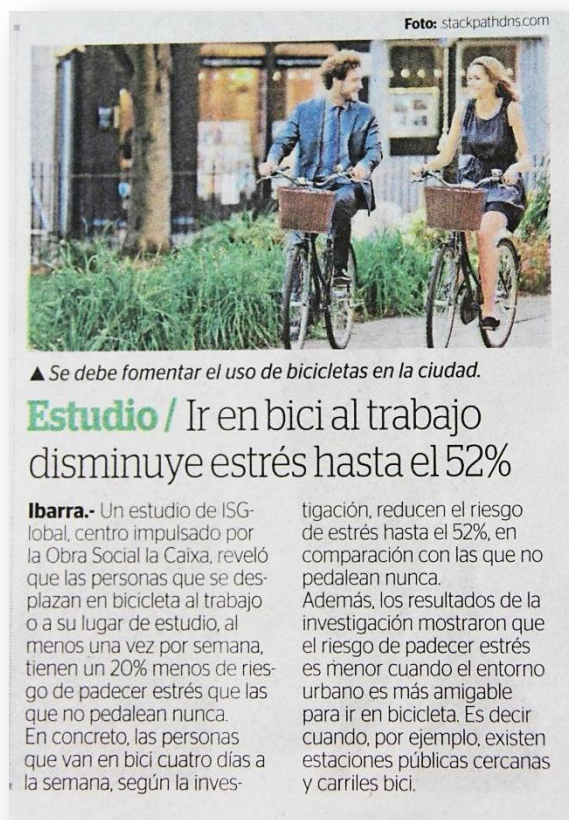 Foto: .stackpathdns.com
▲ Se debe fomentar el uso de bicicletas en la ciudad.
Estudio / Ir en bici al trabajo
disminuye estrés hasta el 52%
Ibarra.- Un estudio de ISG-
lobal, centro impulsado por
la Obra Social la Caixa, reveló
que las personas que se des-
plazan en bicicleta al trabajo
o a su lugar de estudio, al
menos una vez por semana,
tienen un 20% menos de ries-
go de padecer estrés que las
que no pedalean nunca.
En concreto, las personas
que van en bici cuatro días a
la semana, según la inves-
tigación, reducen el riesgo
de estrés hasta el 52%, en
comparación con las que no
pedalean nunca.
Además, los resultados de la
investigación mostraron que
el riesgo de padecer estrés
es menor cuando el entorno
urbano es más amigable
para ir en bicicleta. Es decir
cuando, por ejemplo, existen
estaciones públicas cercanas
y carriles bici.